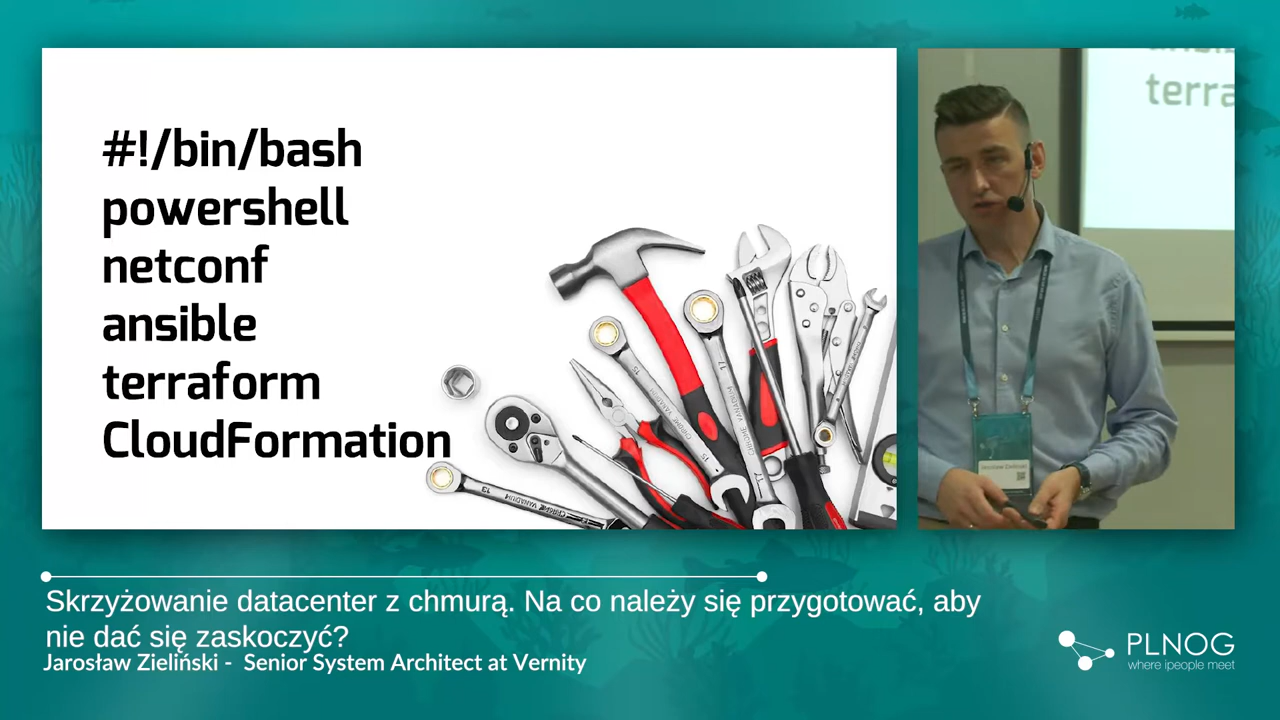 #!/bin/bash
powershell
netconf
ansible
terraform
CloudFormation
terra
Skrzyżowanie datacenter z chmurą. Na co należy się przygotować, aby
nie dać się zaskoczyć?
Jarosław Zieliński - Senior System Architect at Vernity
PLNOG
where ipeople meet